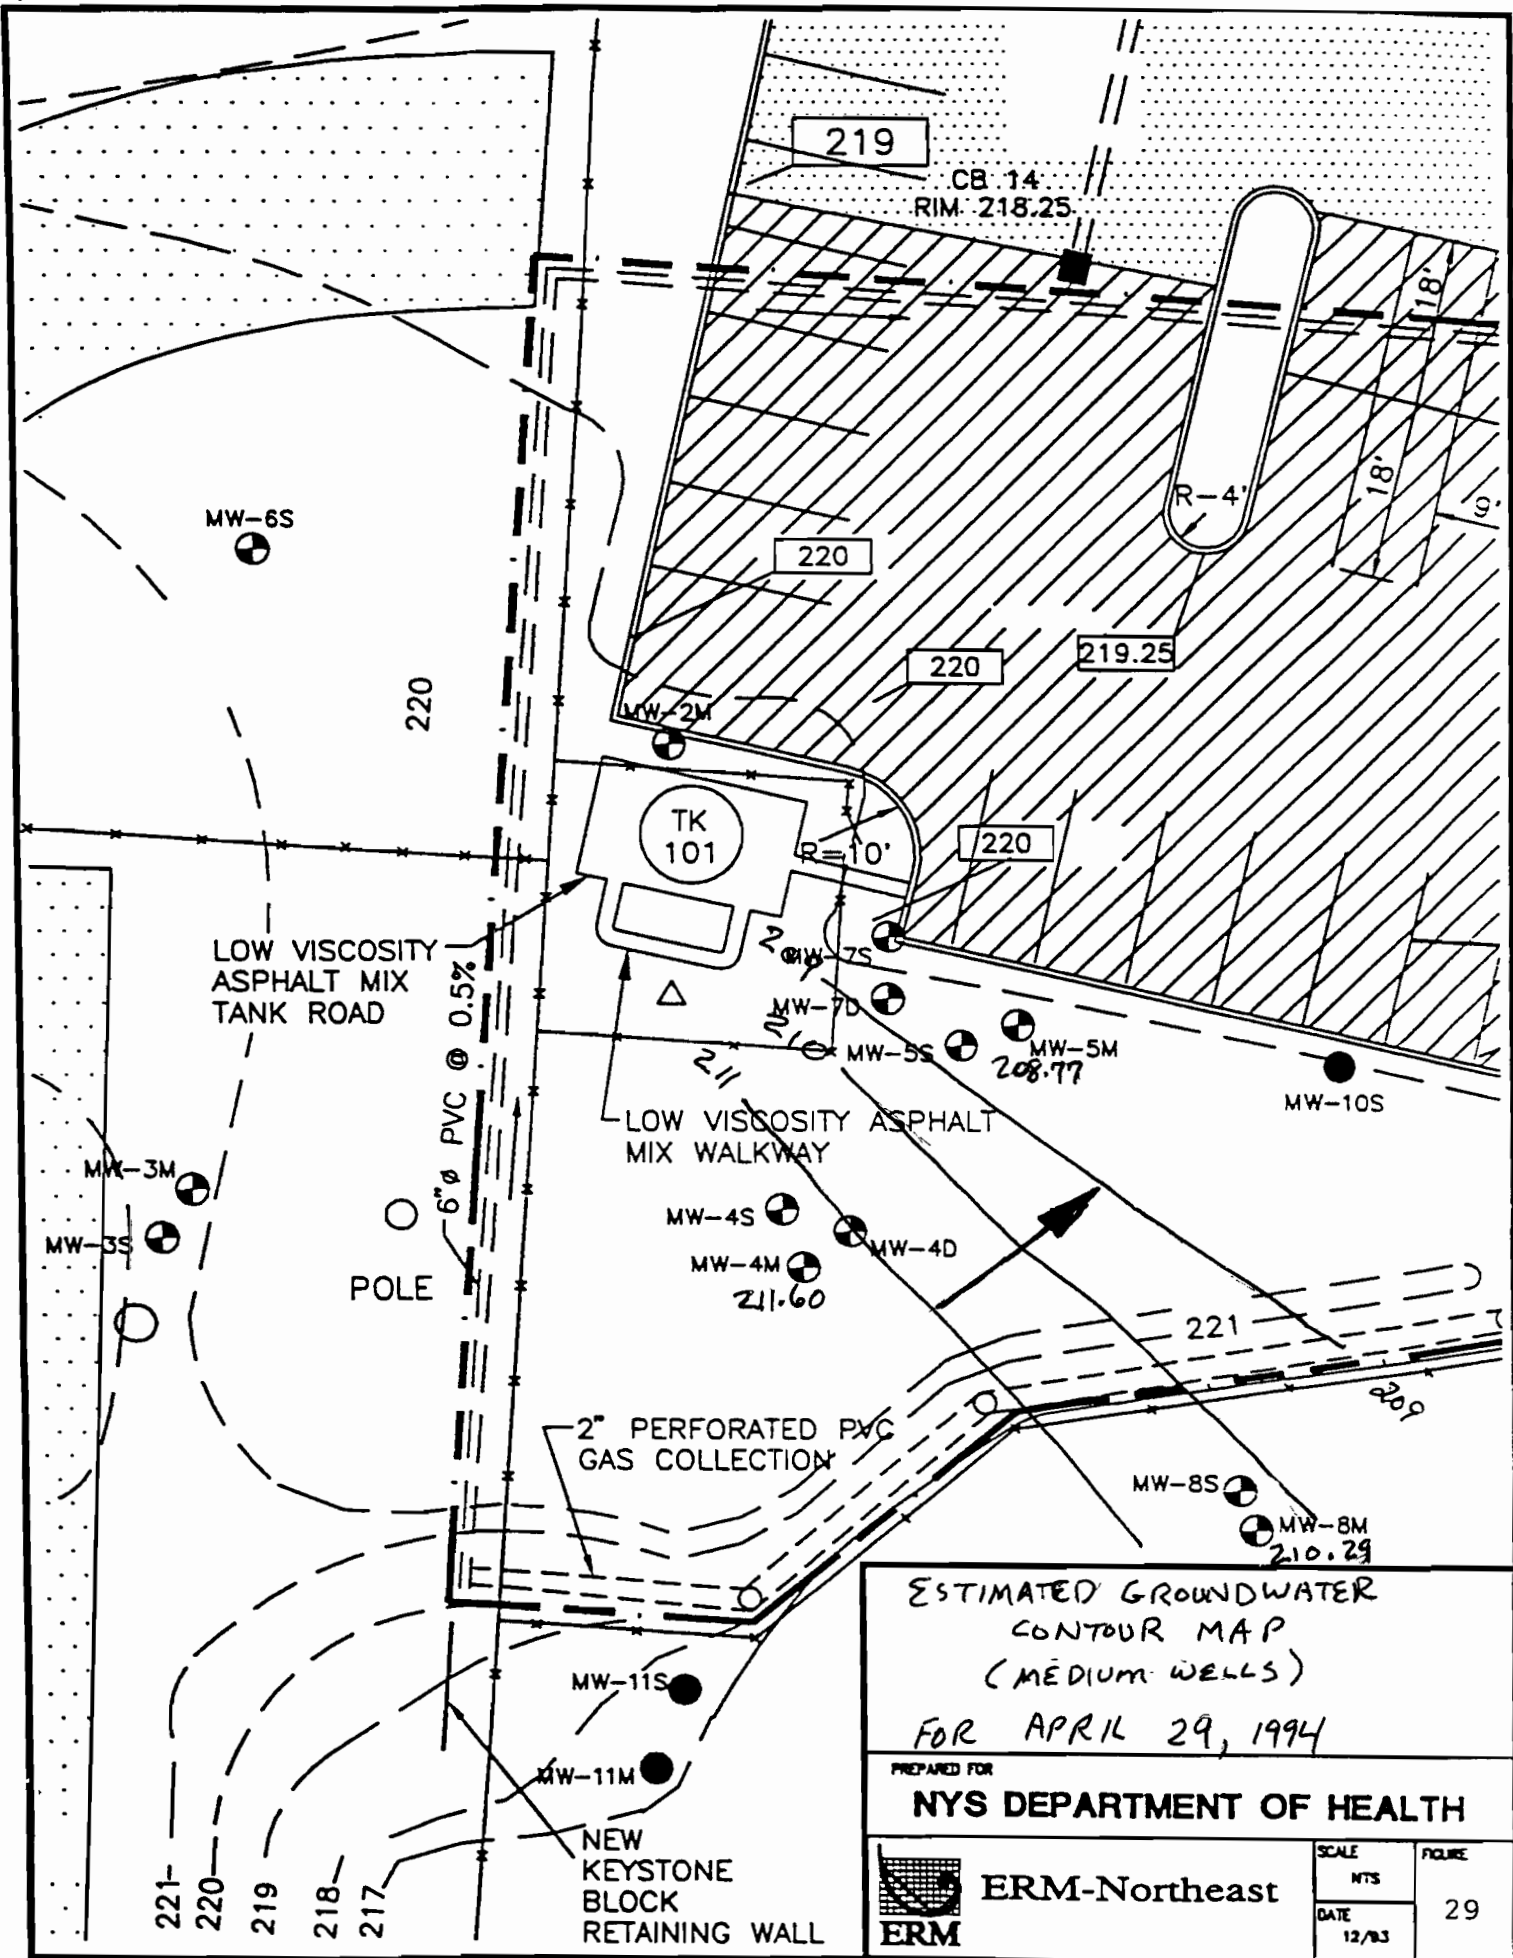 219
CB 14
RIM 218.25
18'
18'
R-4'
9'
MW-6S
220
220
219.25
220
MW-2M
TK
101
R=10'
220
LOW VISCOSITY
ASPHALT MIX
TANK ROAD
6"ø PVC @ 0.5%
MW-7S
MW-7D
MW-5S
MW-5M
208.77
211
MW-10S
LOW VISCOSITY ASPHALT
MIX WALKWAY
MW-3M
MW-3S
POLE
MW-4S
MW-4D
MW-4M
211.60
221
209
2" PERFORATED PVC
GAS COLLECTION
MW-8S
MW-8M
210.29
MW-11S
MW-11M
NEW
KEYSTONE
BLOCK
RETAINING WALL
221
220
219
218
217
ESTIMATED GROUNDWATER
CONTOUR MAP
(MEDIUM WELLS)
FOR APRIL 29, 1994
PREPARED FOR
NYS DEPARTMENT OF HEALTH
ERM
ERM-Northeast
SCALE
NTS
DATE
12/93
FIGURE
29